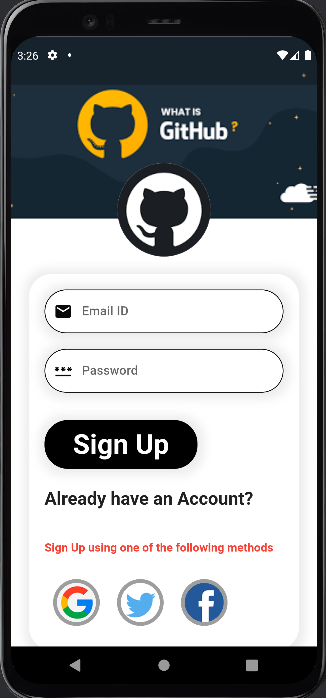 3:26
WHAT IS
GitHub ?
Email ID
***
Password
Sign Up
Already have an Account?
Sign Up using one of the following methods
G
f